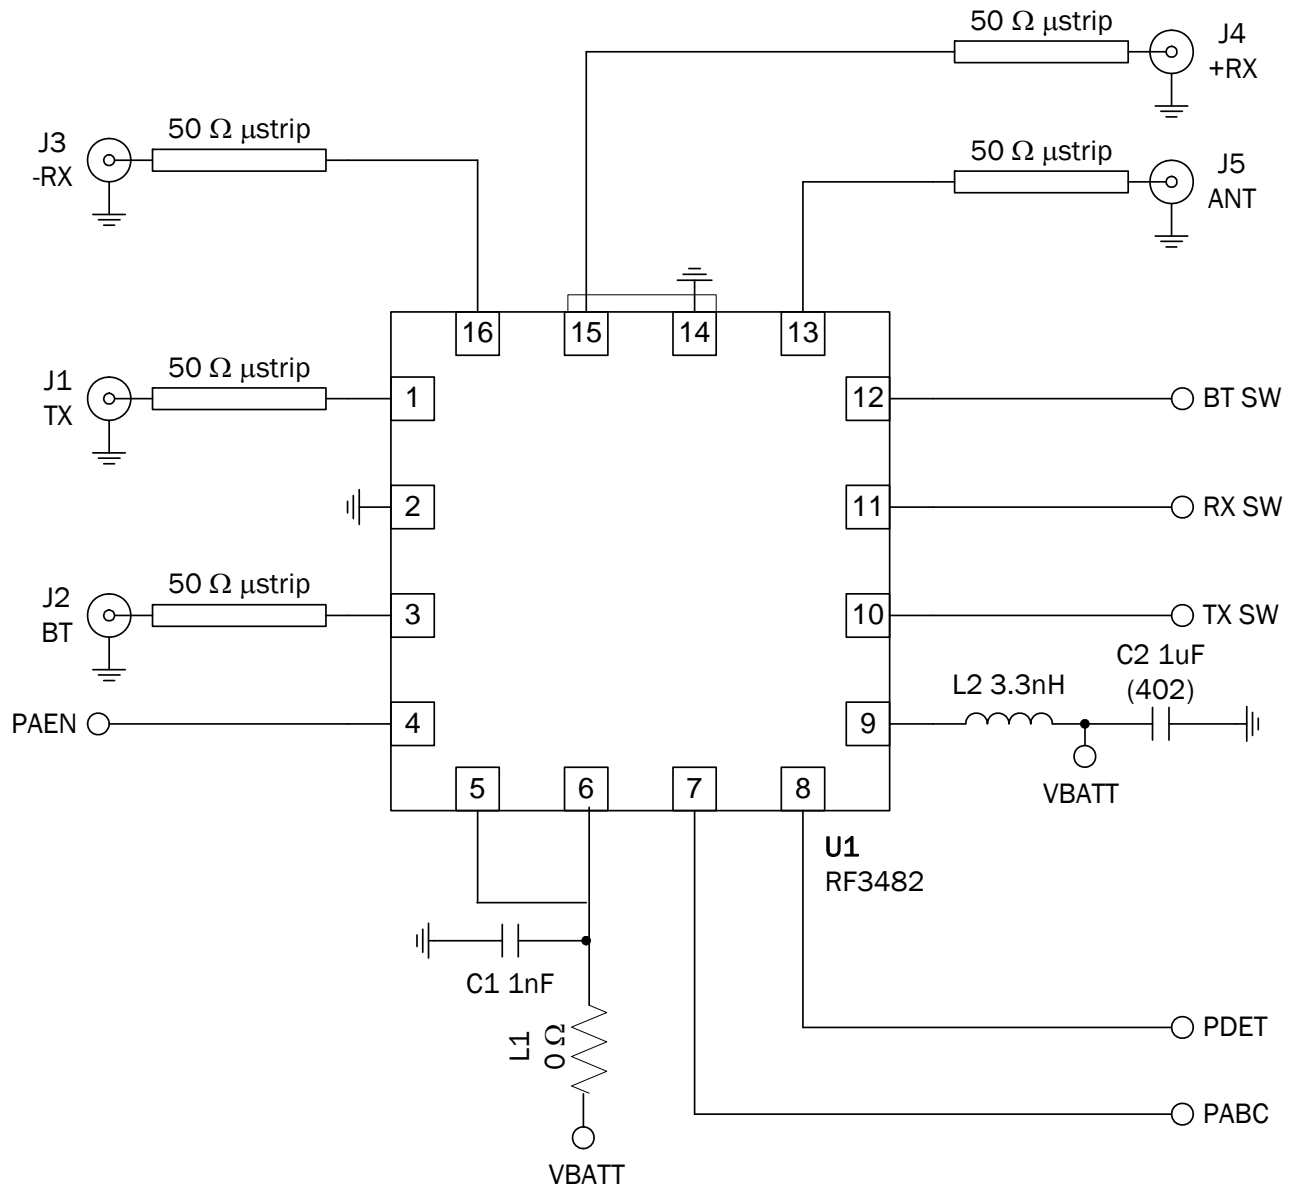 50 Ω μstrip
J4
+RX
50 Ω μstrip
J3
-RX
50 Ω μstrip
J5
ANT
16
15
14
13
50 Ω μstrip
J1
TX
1
12
BT SW
2
11
RX SW
50 Ω μstrip
J2
BT
3
10
TX SW
C2 1uF
(402)
L2 3.3nH
PAEN
4
9
VBATT
5
6
7
8
U1
RF3482
C1 1nF
L1
0 Ω
PDET
PABC
VBATT